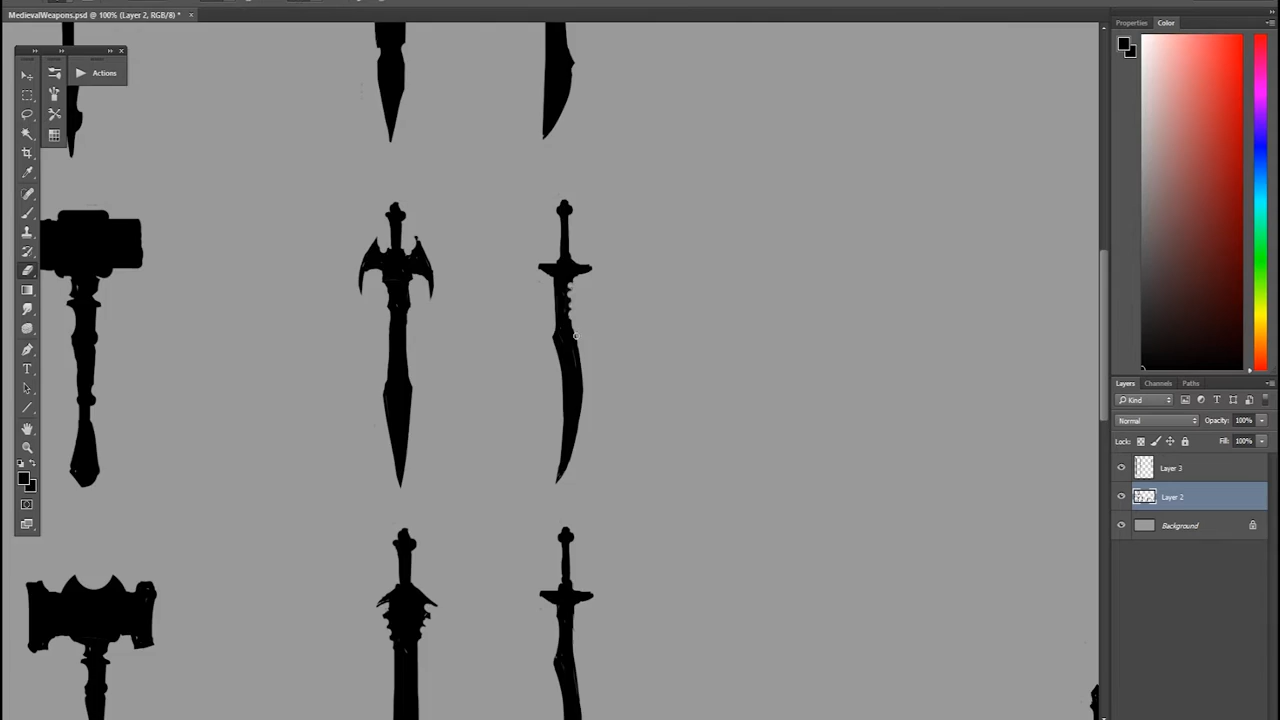 MedievalWeapons.psd @ 100% (Layer 2, RGB/8) * ×
Properties Color
Actions
Layers Channels Paths
Kind
Normal Opacity: 100%
Lock: Fill: 100%
Layer 3
Layer 2
Background